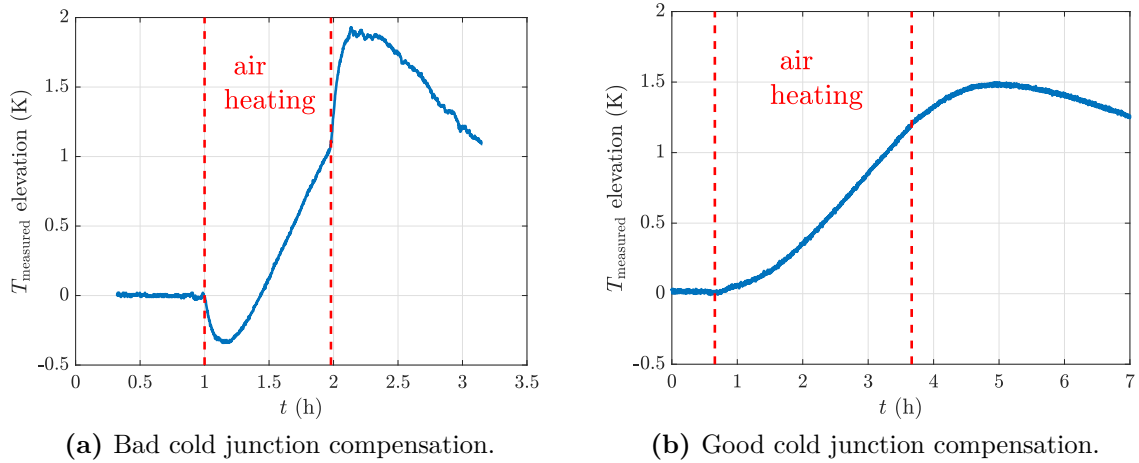 2
1.5
1
0.5
0
-0.5
0
0.5
1
1.5
2
2.5
3
3.5
T_measured elevation (K)
t (h)
air
heating
(a) Bad cold junction compensation.
2
1.5
1
0.5
0
-0.5
0
1
2
3
4
5
6
7
T_measured elevation (K)
t (h)
air
heating
(b) Good cold junction compensation.